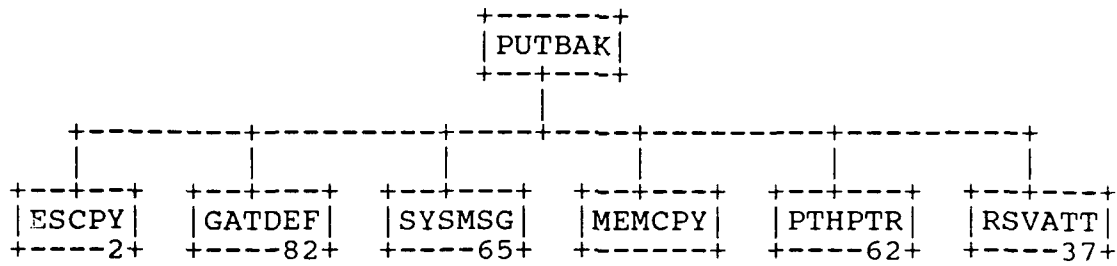 PUTBAK
ESCPY GATDEF SYSMSG MEMCPY PTHPTR RSVATT
2 82 65 62 37